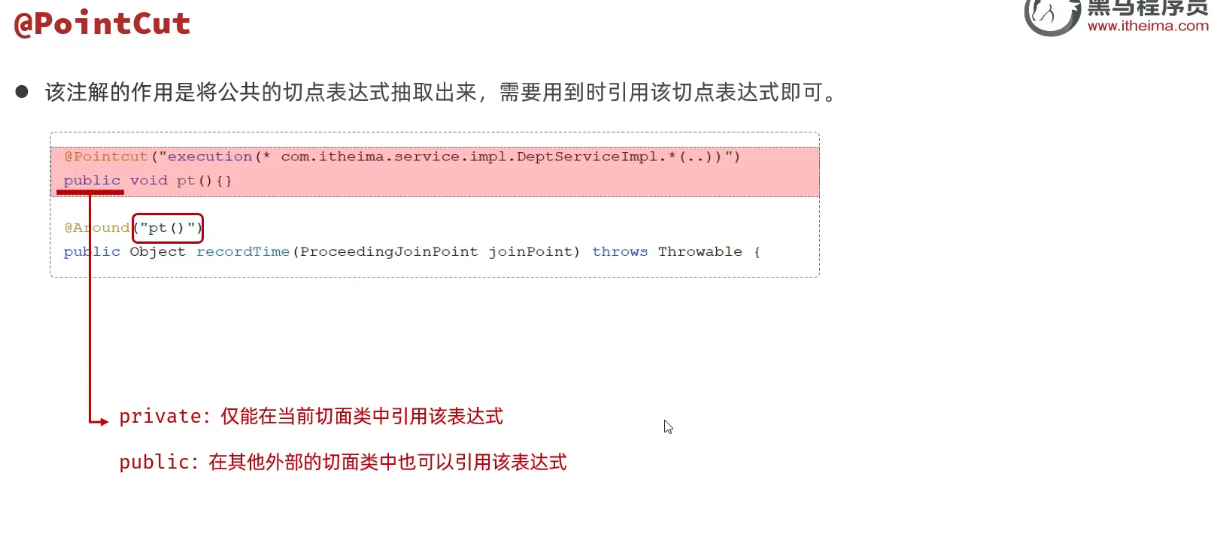 @PointCut
黑马程序员
www.itheima.com
该注解的作用是将公共的切点表达式抽取出来，需要用到时引用该切点表达式即可。
@Pointcut("execution(* com.itheima.service.impl.DeptServiceImpl.*(..))")
public void pt(){}
@Around("pt()")
public Object recordTime(ProceedingJoinPoint joinPoint) throws Throwable {
private：仅能在当前切面类中引用该表达式
public：在其他外部的切面类中也可以引用该表达式